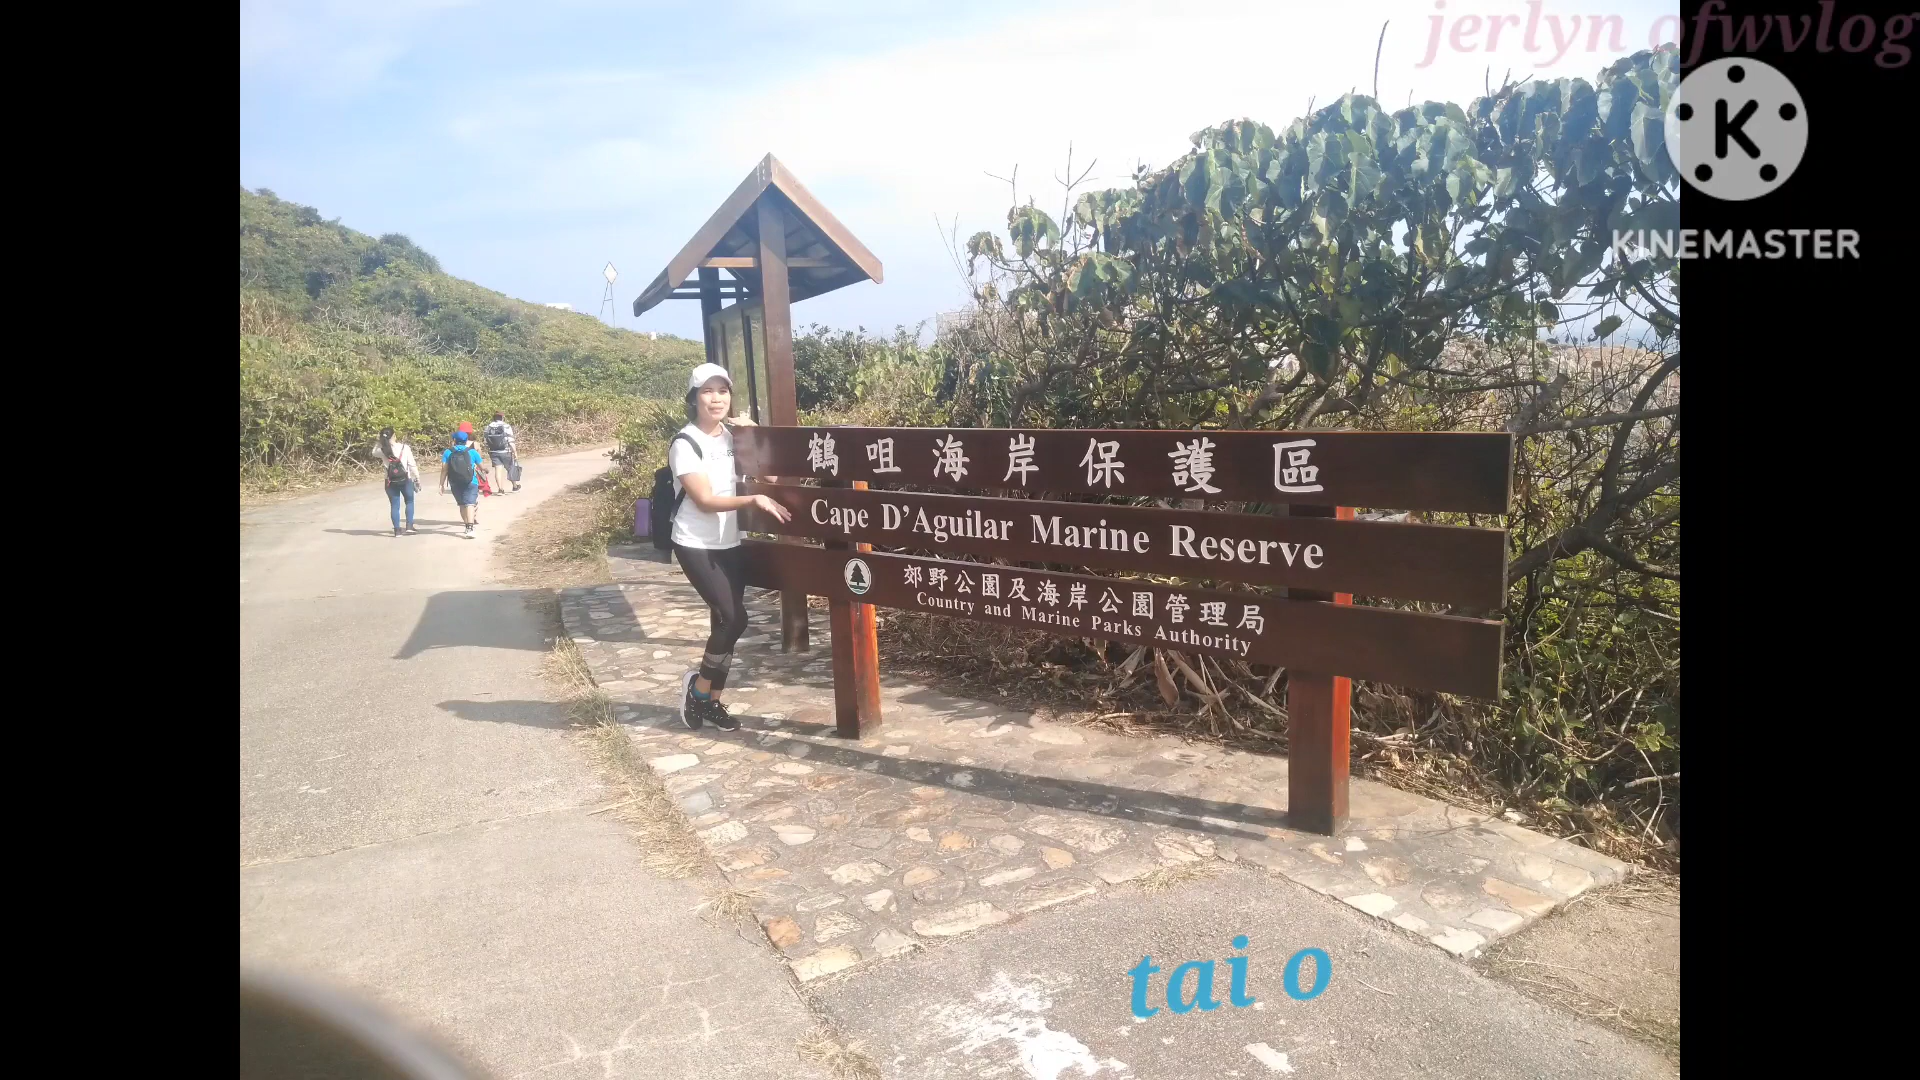 jerlyn ofwvlog
K
KINEMASTER
鶴咀海岸保護區
Cape D'Aguilar Marine Reserve
郊野公園及海岸公園管理局
Country and Marine Parks Authority
tai o